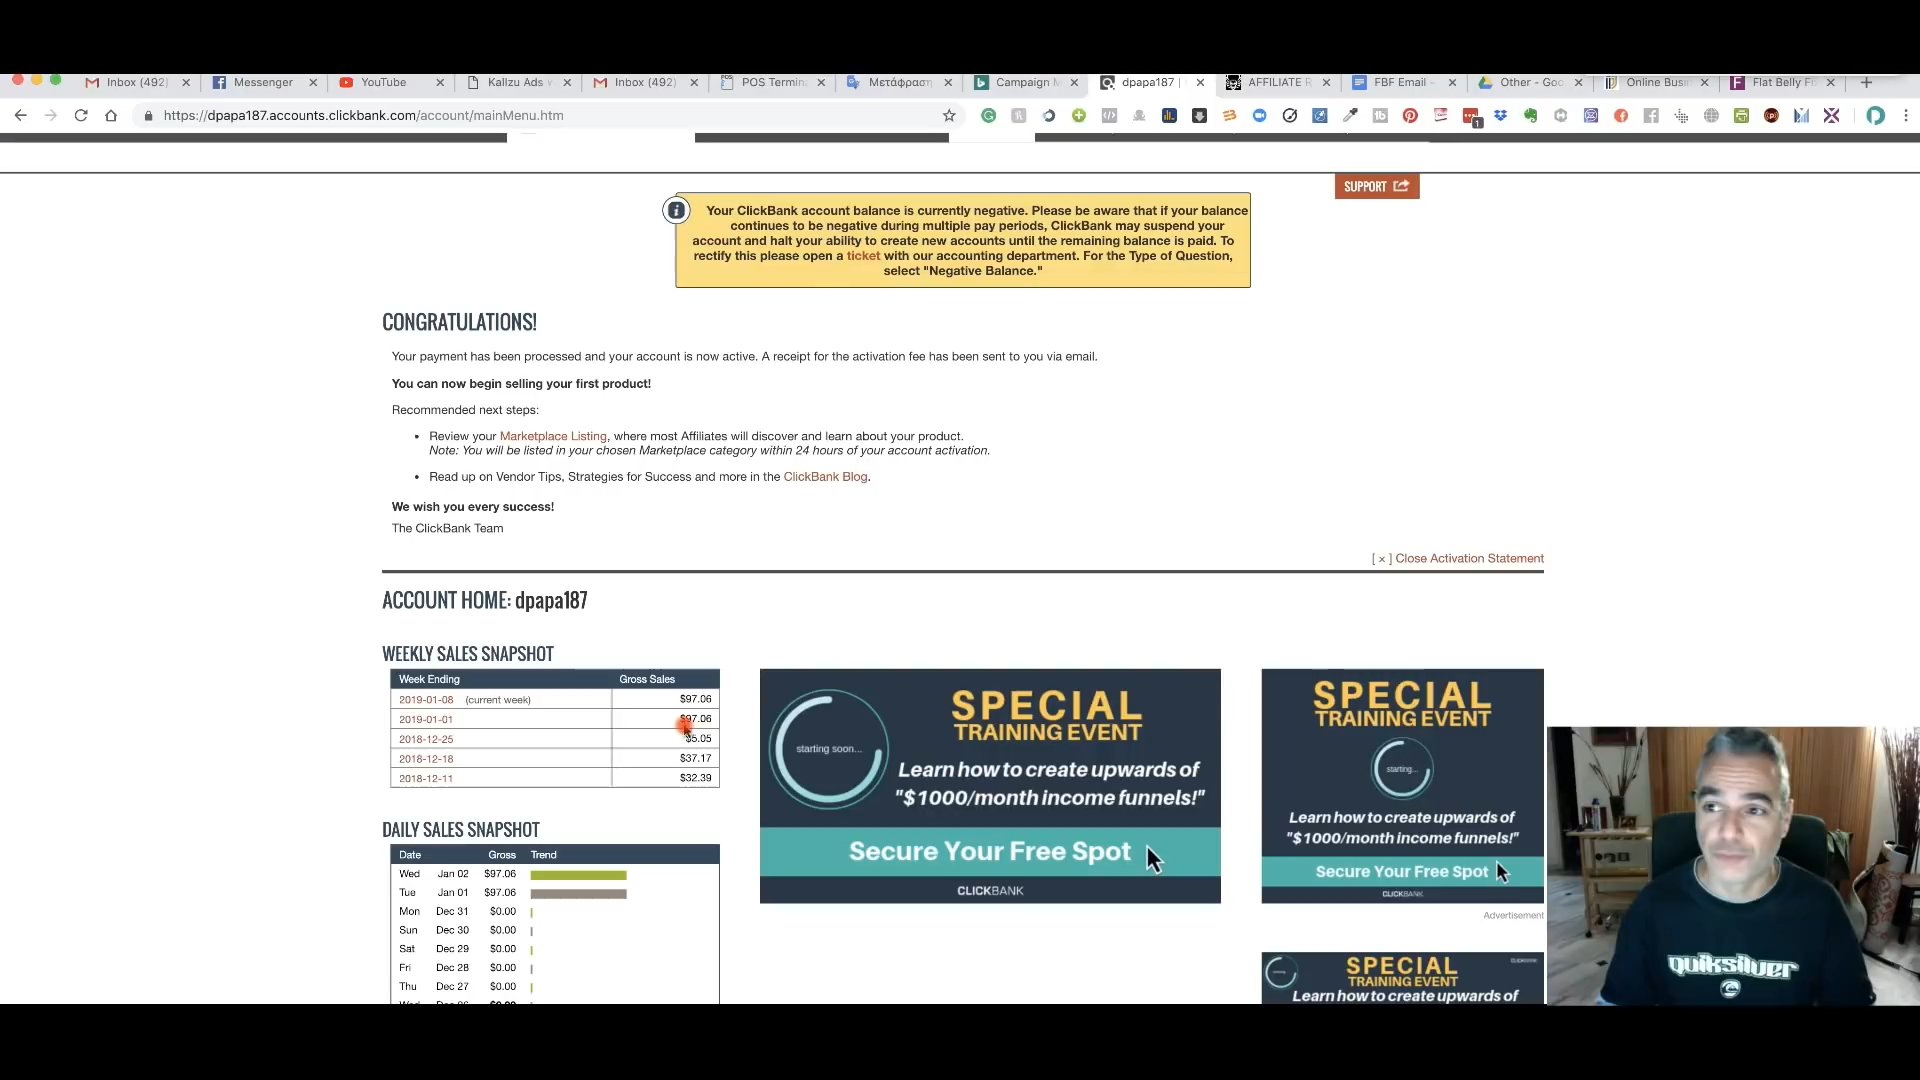 Inbox (492)
Messenger
YouTube
Kallzu Ads
Inbox (492)
POS Termin
Μετάφραση
Campaign M
dpapa187 |
AFFILIATE R
FBF Email -
Other - Goo
Online Busi
Flat Belly F
https://dpapa187.accounts.clickbank.com/account/mainMenu.htm
SUPPORT
Your ClickBank account balance is currently negative. Please be aware that if your balance
continues to be negative during multiple pay periods, ClickBank may suspend your
account and halt your ability to create new accounts until the remaining balance is paid. To
rectify this please open a ticket with our accounting department. For the Type of Question,
select "Negative Balance."
CONGRATULATIONS!
Your payment has been processed and your account is now active. A receipt for the activation fee has been sent to you via email.
You can now begin selling your first product!
Recommended next steps:
• Review your Marketplace Listing, where most Affiliates will discover and learn about your product.
Note: You will be listed in your chosen Marketplace category within 24 hours of your account activation.
• Read up on Vendor Tips, Strategies for Success and more in the ClickBank Blog.
We wish you every success!
The ClickBank Team
[ × ] Close Activation Statement
ACCOUNT HOME: dpapa187
WEEKLY SALES SNAPSHOT
Week Ending Gross Sales
2019-01-08 (current week) $97.06
2019-01-01 $97.06
2018-12-25 $5.05
2018-12-18 $37.17
2018-12-11 $32.39
DAILY SALES SNAPSHOT
Date Gross Trend
Wed Jan 02 $97.06
Tue Jan 01 $97.06
Mon Dec 31 $0.00
Sun Dec 30 $0.00
Sat Dec 29 $0.00
Fri Dec 28 $0.00
Thu Dec 27 $0.00
starting soon...
SPECIAL
TRAINING EVENT
Learn how to create upwards of
"$1000/month income funnels!"
Secure Your Free Spot
CLICKBANK
SPECIAL
TRAINING EVENT
starting...
Learn how to create upwards of
"$1000/month income funnels!"
Secure Your Free Spot
CLICKBANK
Advertisement
SPECIAL
TRAINING EVENT
Learn how to create upwards of
quiksilver